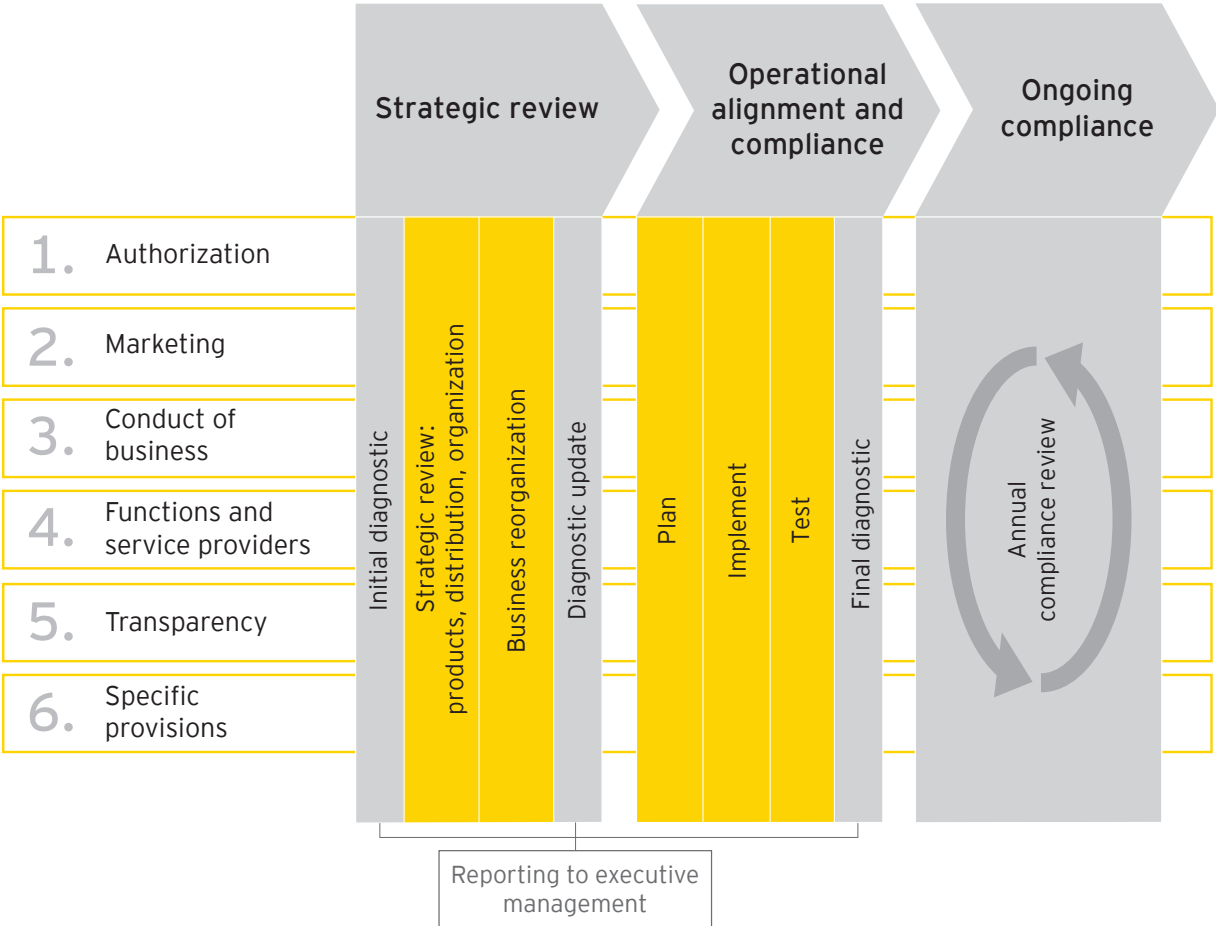 Strategic review
Operational
alignment and
compliance
Ongoing
compliance
1. Authorization
2. Marketing
3. Conduct of
business
4. Functions and
service providers
5. Transparency
6. Specific
provisions
Initial diagnostic
Strategic review:
products, distribution, organization
Business reorganization
Diagnostic update
Plan
Implement
Test
Final diagnostic
Annual
compliance review
Reporting to executive
management